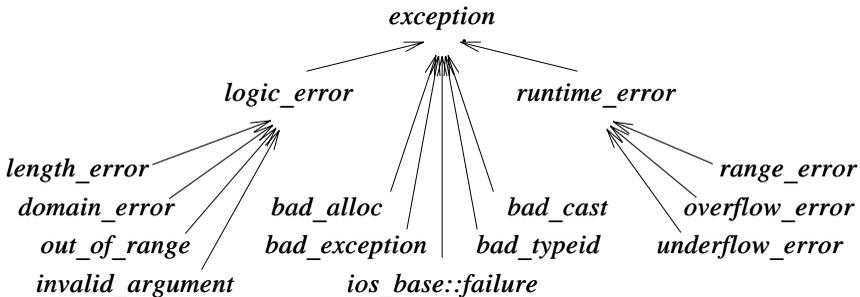 exception
logic_error runtime_error
length_error range_error
domain_error bad_alloc bad_cast overflow_error
out_of_range bad_exception bad_typeid underflow_error
invalid_argument ios_base::failure